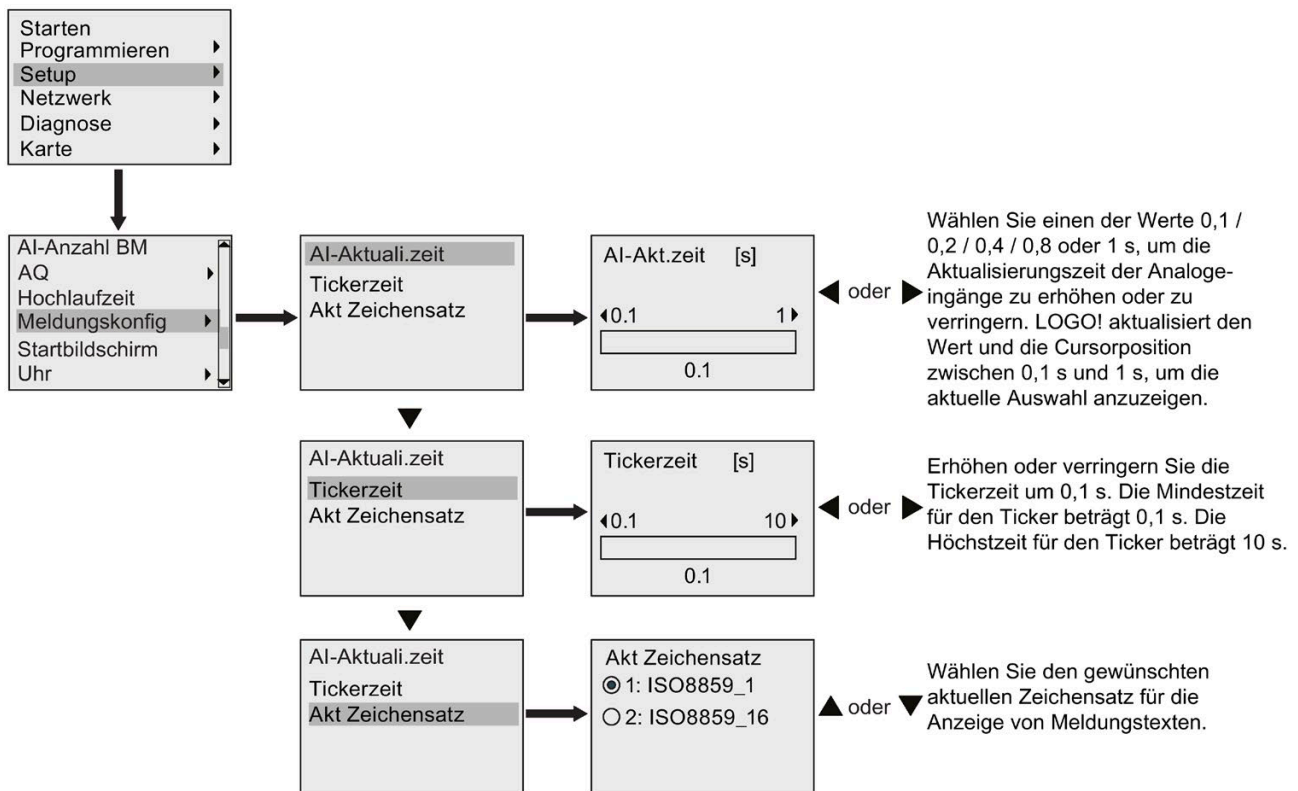 Starten
Programmieren
Setup
Netzwerk
Diagnose
Karte
AI-Anzahl BM
AQ
Hochlaufzeit
Meldungskonfig
Startbildschirm
Uhr
AI-Aktuali.zeit
Tickerzeit
Akt Zeichensatz
AI-Akt.zeit [s]
0.1 1
0.1
oder
Wählen Sie einen der Werte 0,1 /
0,2 / 0,4 / 0,8 oder 1 s, um die
Aktualisierungszeit der Analoge-
ingänge zu erhöhen oder zu
verringern. LOGO! aktualisiert den
Wert und die Cursorposition
zwischen 0,1 s und 1 s, um die
aktuelle Auswahl anzuzeigen.
AI-Aktuali.zeit
Tickerzeit
Akt Zeichensatz
Tickerzeit [s]
0.1 10
0.1
oder
Erhöhen oder verringern Sie die
Tickerzeit um 0,1 s. Die Mindestzeit
für den Ticker beträgt 0,1 s. Die
Höchstzeit für den Ticker beträgt 10 s.
AI-Aktuali.zeit
Tickerzeit
Akt Zeichensatz
Akt Zeichensatz
1: ISO8859_1
2: ISO8859_16
oder
Wählen Sie den gewünschten
aktuellen Zeichensatz für die
Anzeige von Meldungstexten.